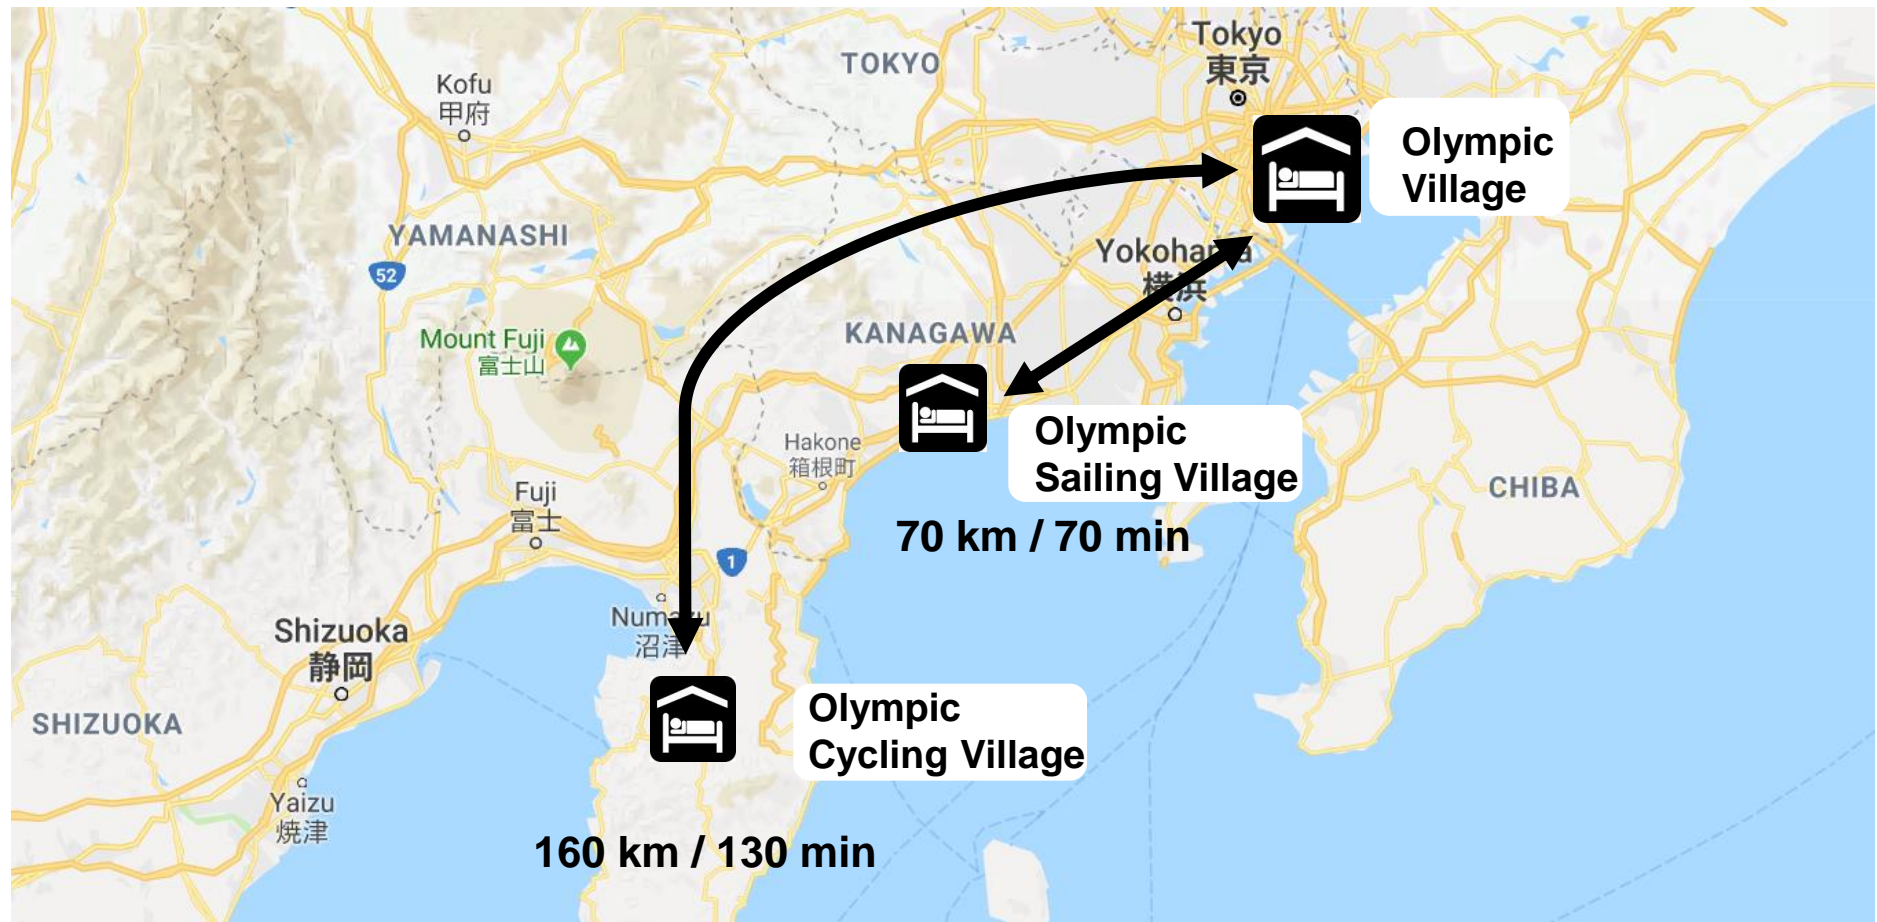 Tokyo
東京
TOKYO
Kofu
甲府
Olympic
Village
YAMANASHI
52
Yokohama
横浜
Mount Fuji
富士山
KANAGAWA
Hakone
箱根町
Olympic
Sailing Village
CHIBA
Fuji
富士
70 km / 70 min
1
Numazu
沼津
Shizuoka
静岡
SHIZUOKA
Olympic
Cycling Village
Yaizu
焼津
160 km / 130 min